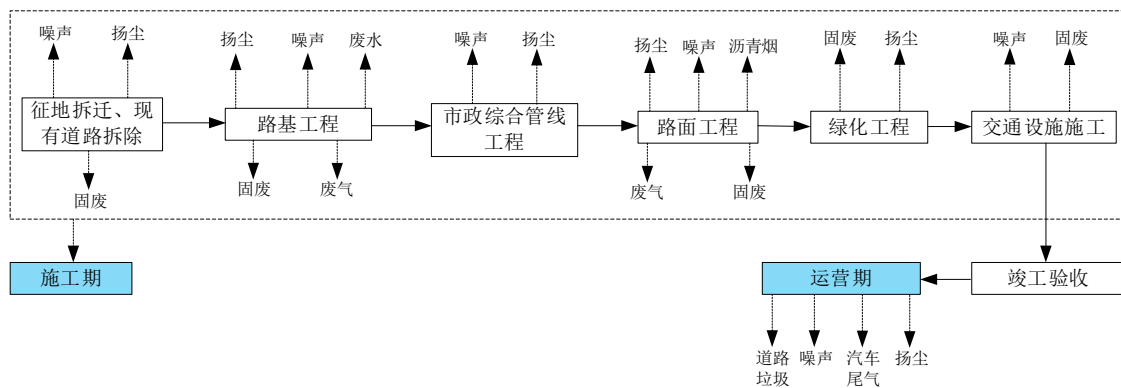 噪声
扬尘
扬尘
噪声
废水
噪声
扬尘
扬尘
噪声
沥青烟
固废
扬尘
噪声
固废
征地拆迁、现
有道路拆除
路基工程
市政综合管线
工程
路面工程
绿化工程
交通设施施工
固废
固废
废气
废气
固废
施工期
运营期
竣工验收
道路
垃圾
噪声
汽车
尾气
扬尘